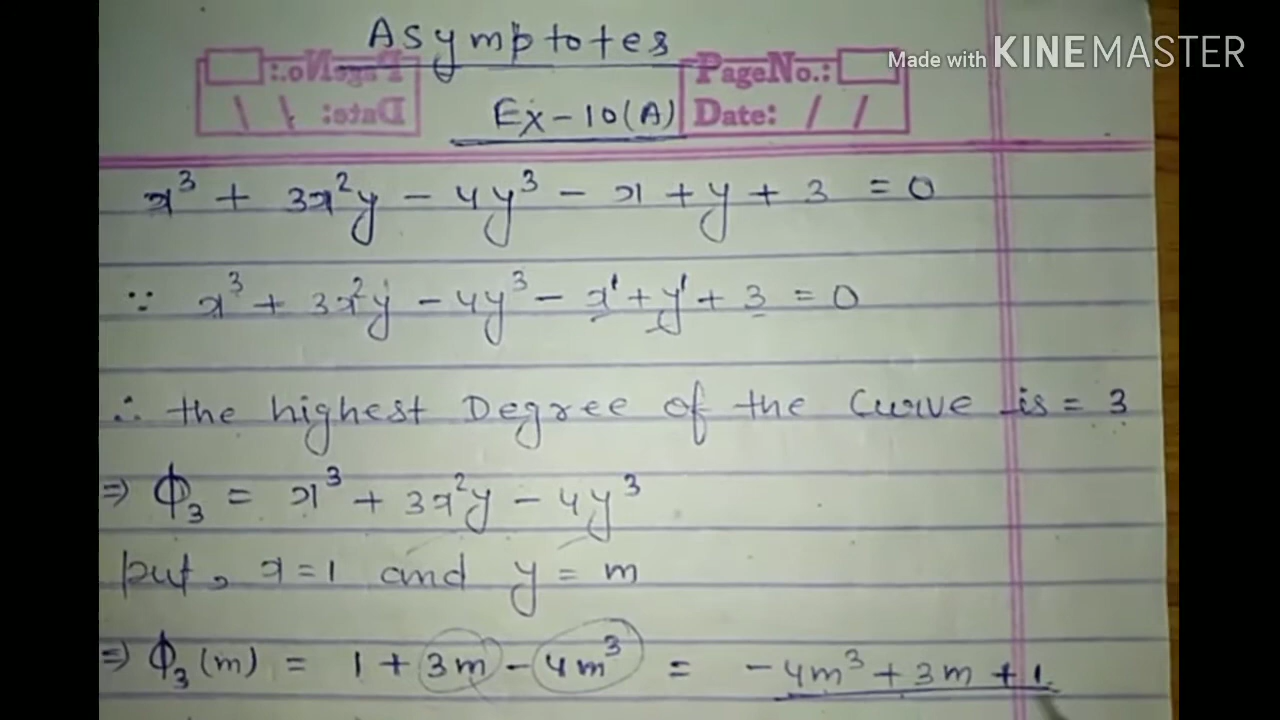 Asymptotes
Made with KINEMASTER
PageNo.:
PageNo.:
Ex-10(A)
Date: / /
Date: / /
x³ + 3x²y - 4y³ - x + y + 3 = 0
∵ x³ + 3x²y - 4y³ - x¹ + y¹ + 3 = 0
∴ the highest Degree of the Curve is = 3
⇒ Φ₃ = x³ + 3x²y - 4y³
put, x=1 and y = m
⇒ Φ₃(m) = 1 + 3m - 4m³ = -4m³ + 3m + 1